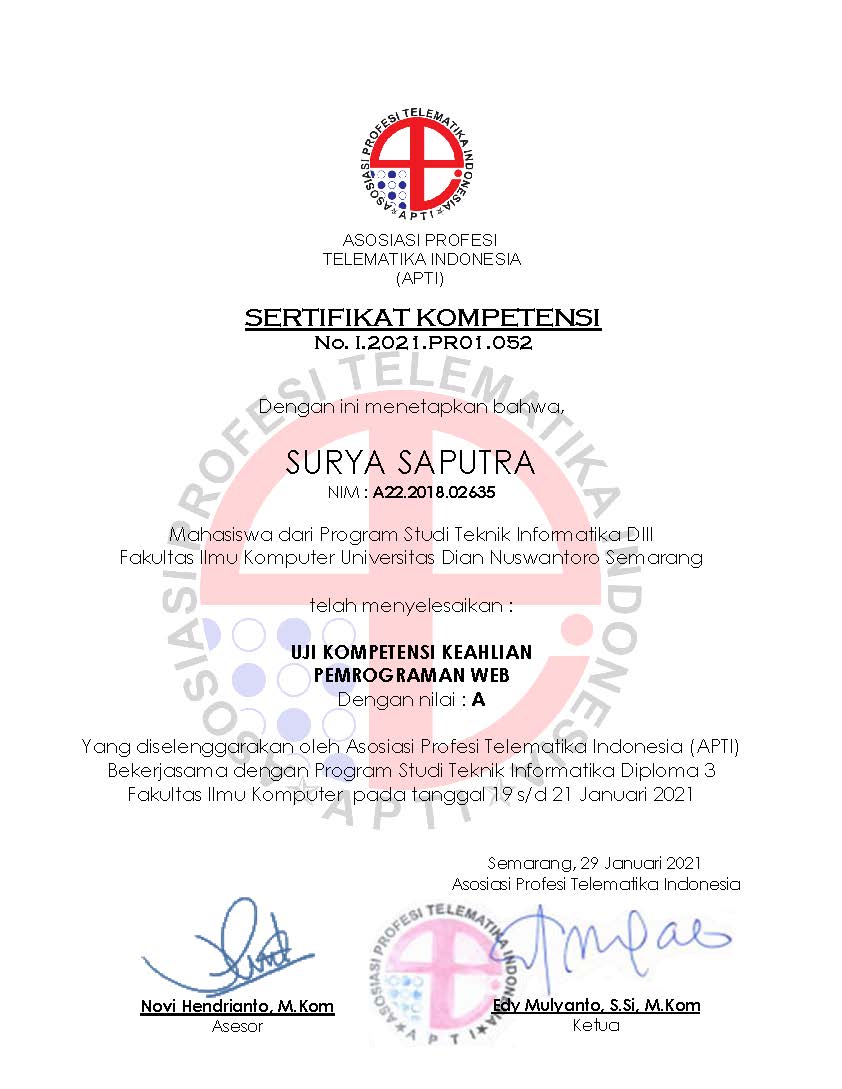 ASOSIASI PROFESI TELEMATIKA INDONESIA
APTI
ASOSIASI PROFESI
TELEMATIKA INDONESIA
(APTI)
SERTIFIKAT KOMPETENSI
No. I.2021.PR01.052
Dengan ini menetapkan bahwa,
SURYA SAPUTRA
NIM : A22.2018.02635
Mahasiswa dari Program Studi Teknik Informatika DIII
Fakultas Ilmu Komputer Universitas Dian Nuswantoro Semarang
telah menyelesaikan :
UJI KOMPETENSI KEAHLIAN
PEMROGRAMAN WEB
Dengan nilai : A
Yang diselenggarakan oleh Asosiasi Profesi Telematika Indonesia (APTI)
Bekerjasama dengan Program Studi Teknik Informatika Diploma 3
Fakultas Ilmu Komputer pada tanggal 19 s/d 21 Januari 2021
ASOSIASI PROFESI TELEMATIKA INDONESIA
APTI
Semarang, 29 Januari 2021
Asosiasi Profesi Telematika Indonesia
ASOSIASI PROFESI TELEMATIKA INDONESIA
APTI
Novi Hendrianto, M.Kom
Asesor
Edy Mulyanto, S.Si, M.Kom
Ketua